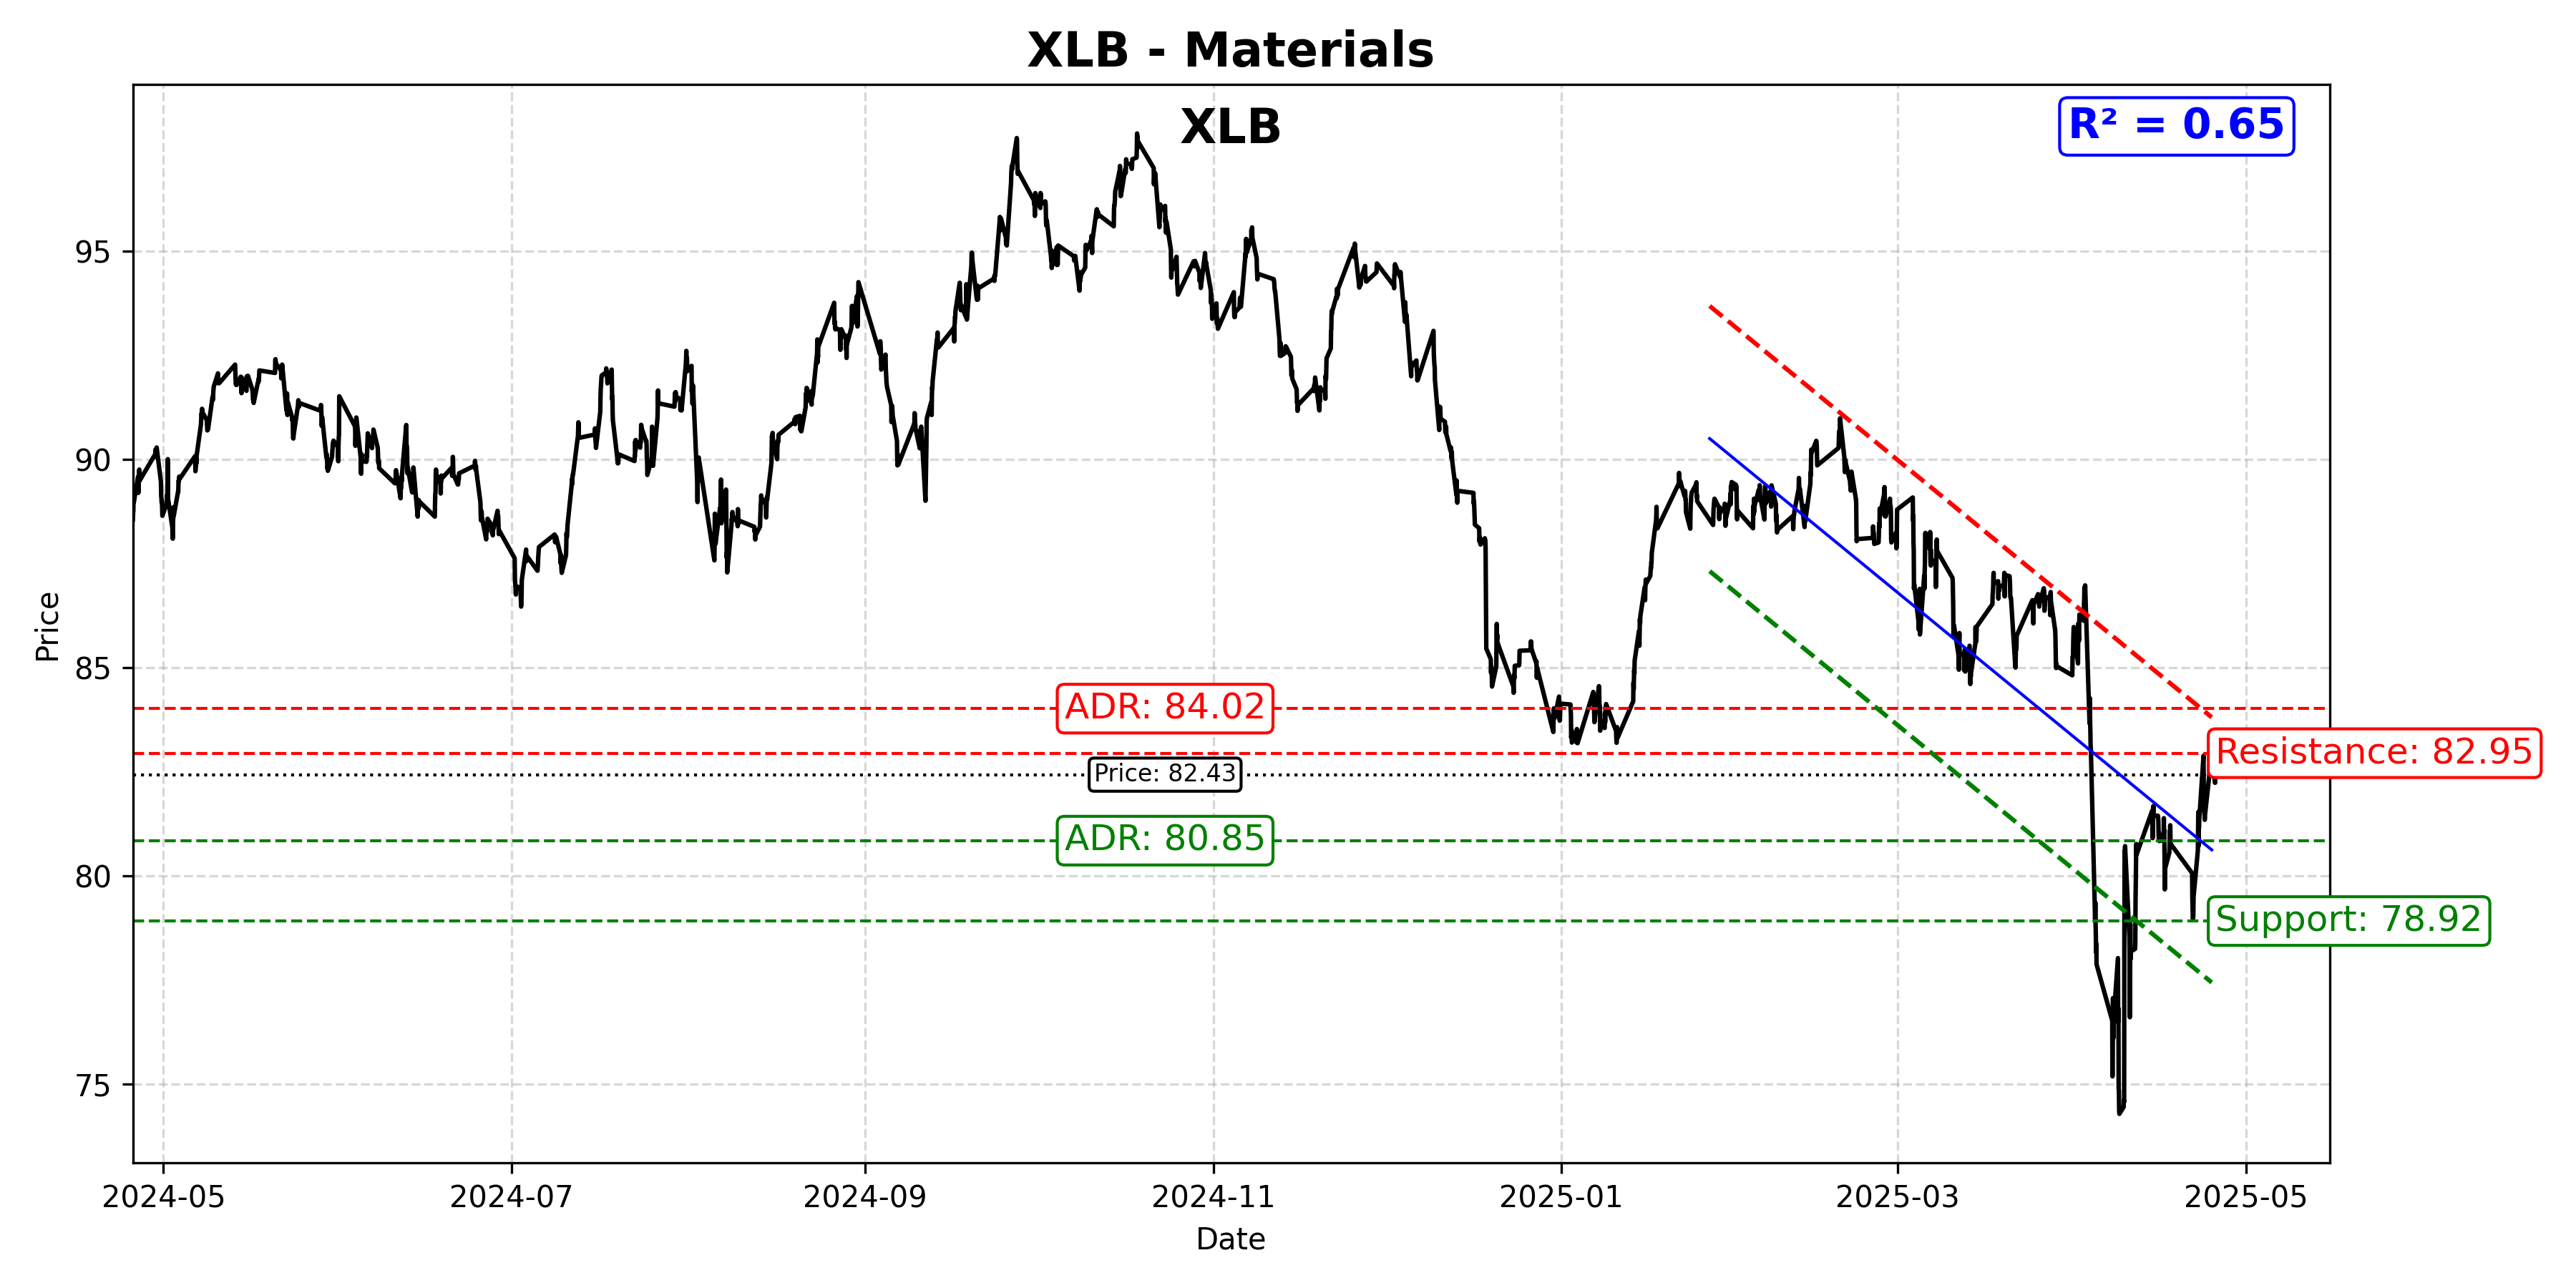 XLB - Materials
XLB
R² = 0.65
Price
95
90
85
80
75
ADR: 84.02
Resistance: 82.95
Price: 82.43
ADR: 80.85
Support: 78.92
2024-05
2024-07
2024-09
2024-11
2025-01
2025-03
2025-05
Date